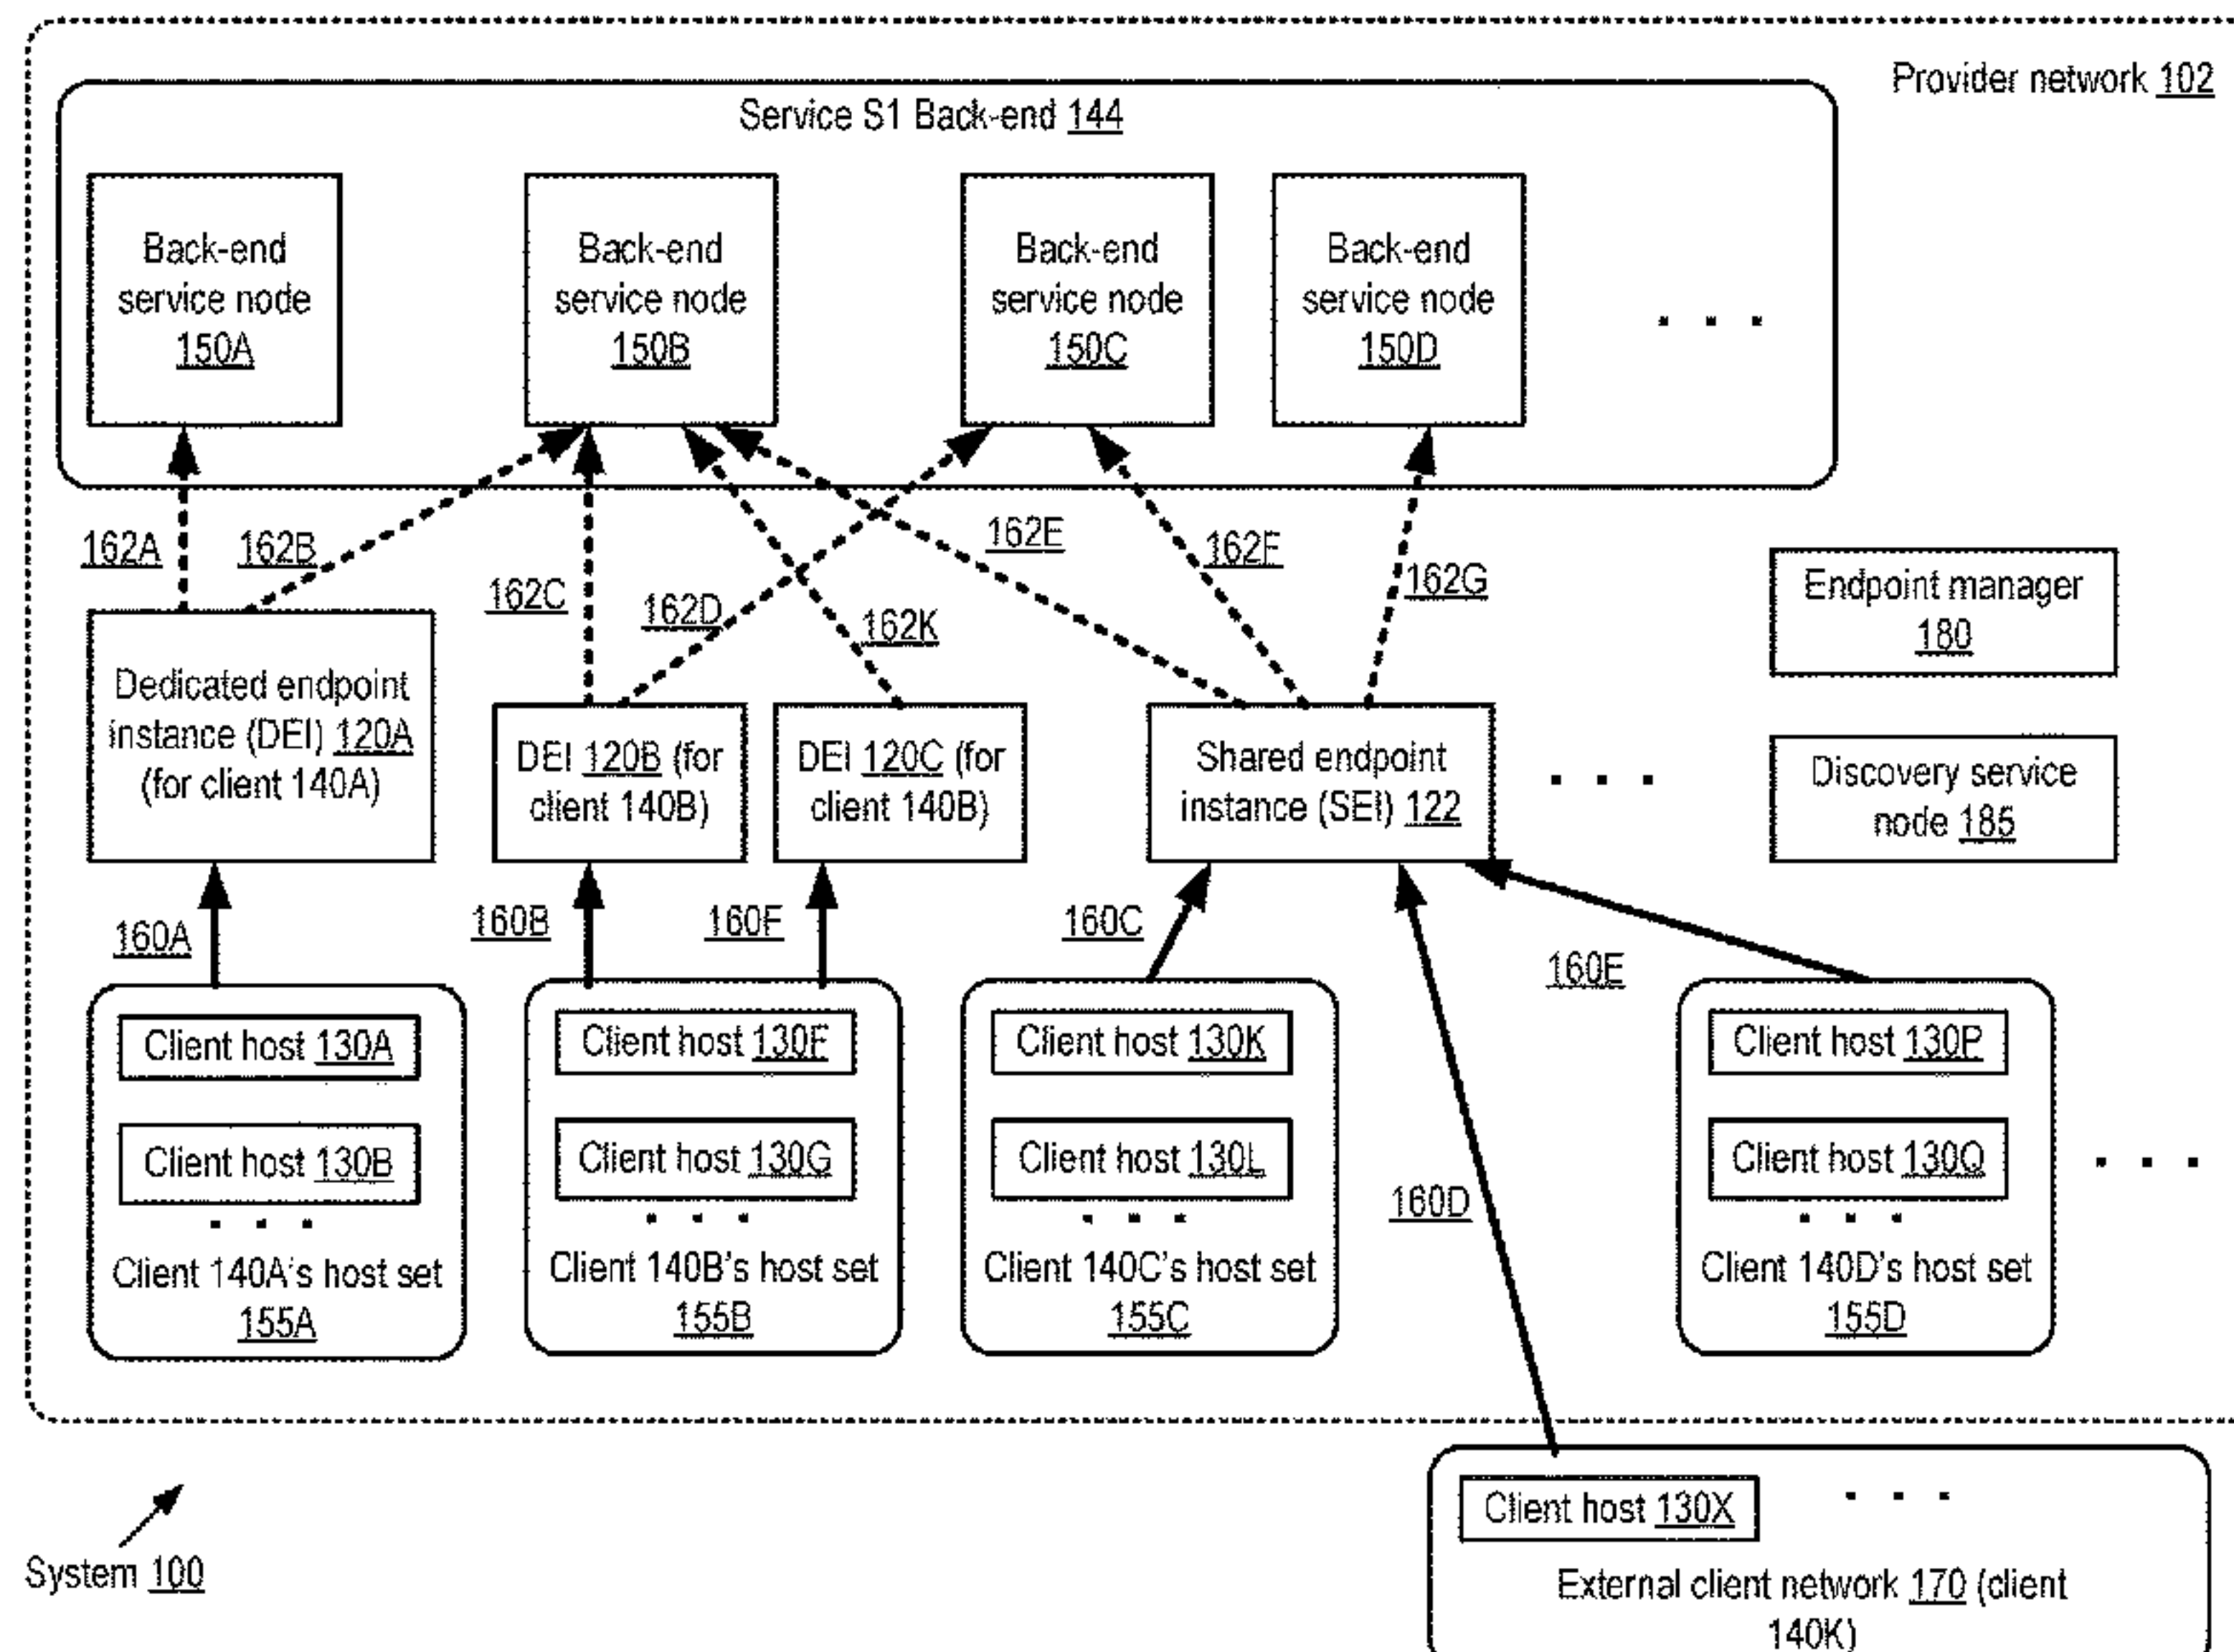 Provider network 102
Service S1 Back-end 144
Back-end
service node
150A
Back-end
service node
150B
Back-end
service node
150C
Back-end
service node
150D
. . .
162A
162B
162C
162D
162K
162E
162F
162G
Endpoint manager
180
Dedicated endpoint
instance (DEI) 120A
(for client 140A)
DEI 120B (for
client 140B)
DEI 120C (for
client 140B)
Shared endpoint
instance (SEI) 122
. . .
Discovery service
node 185
160A
160B
160F
160C
160E
Client host 130A
Client host 130B
. . .
Client 140A's host set
155A
Client host 130F
Client host 130G
. . .
Client 140B's host set
155B
Client host 130K
Client host 130L
. . .
Client 140C's host set
155C
160D
Client host 130P
Client host 130Q
. . .
Client 140D's host set
155D
. . .
System 100
Client host 130X
. . .
External client network 170 (client
140K)